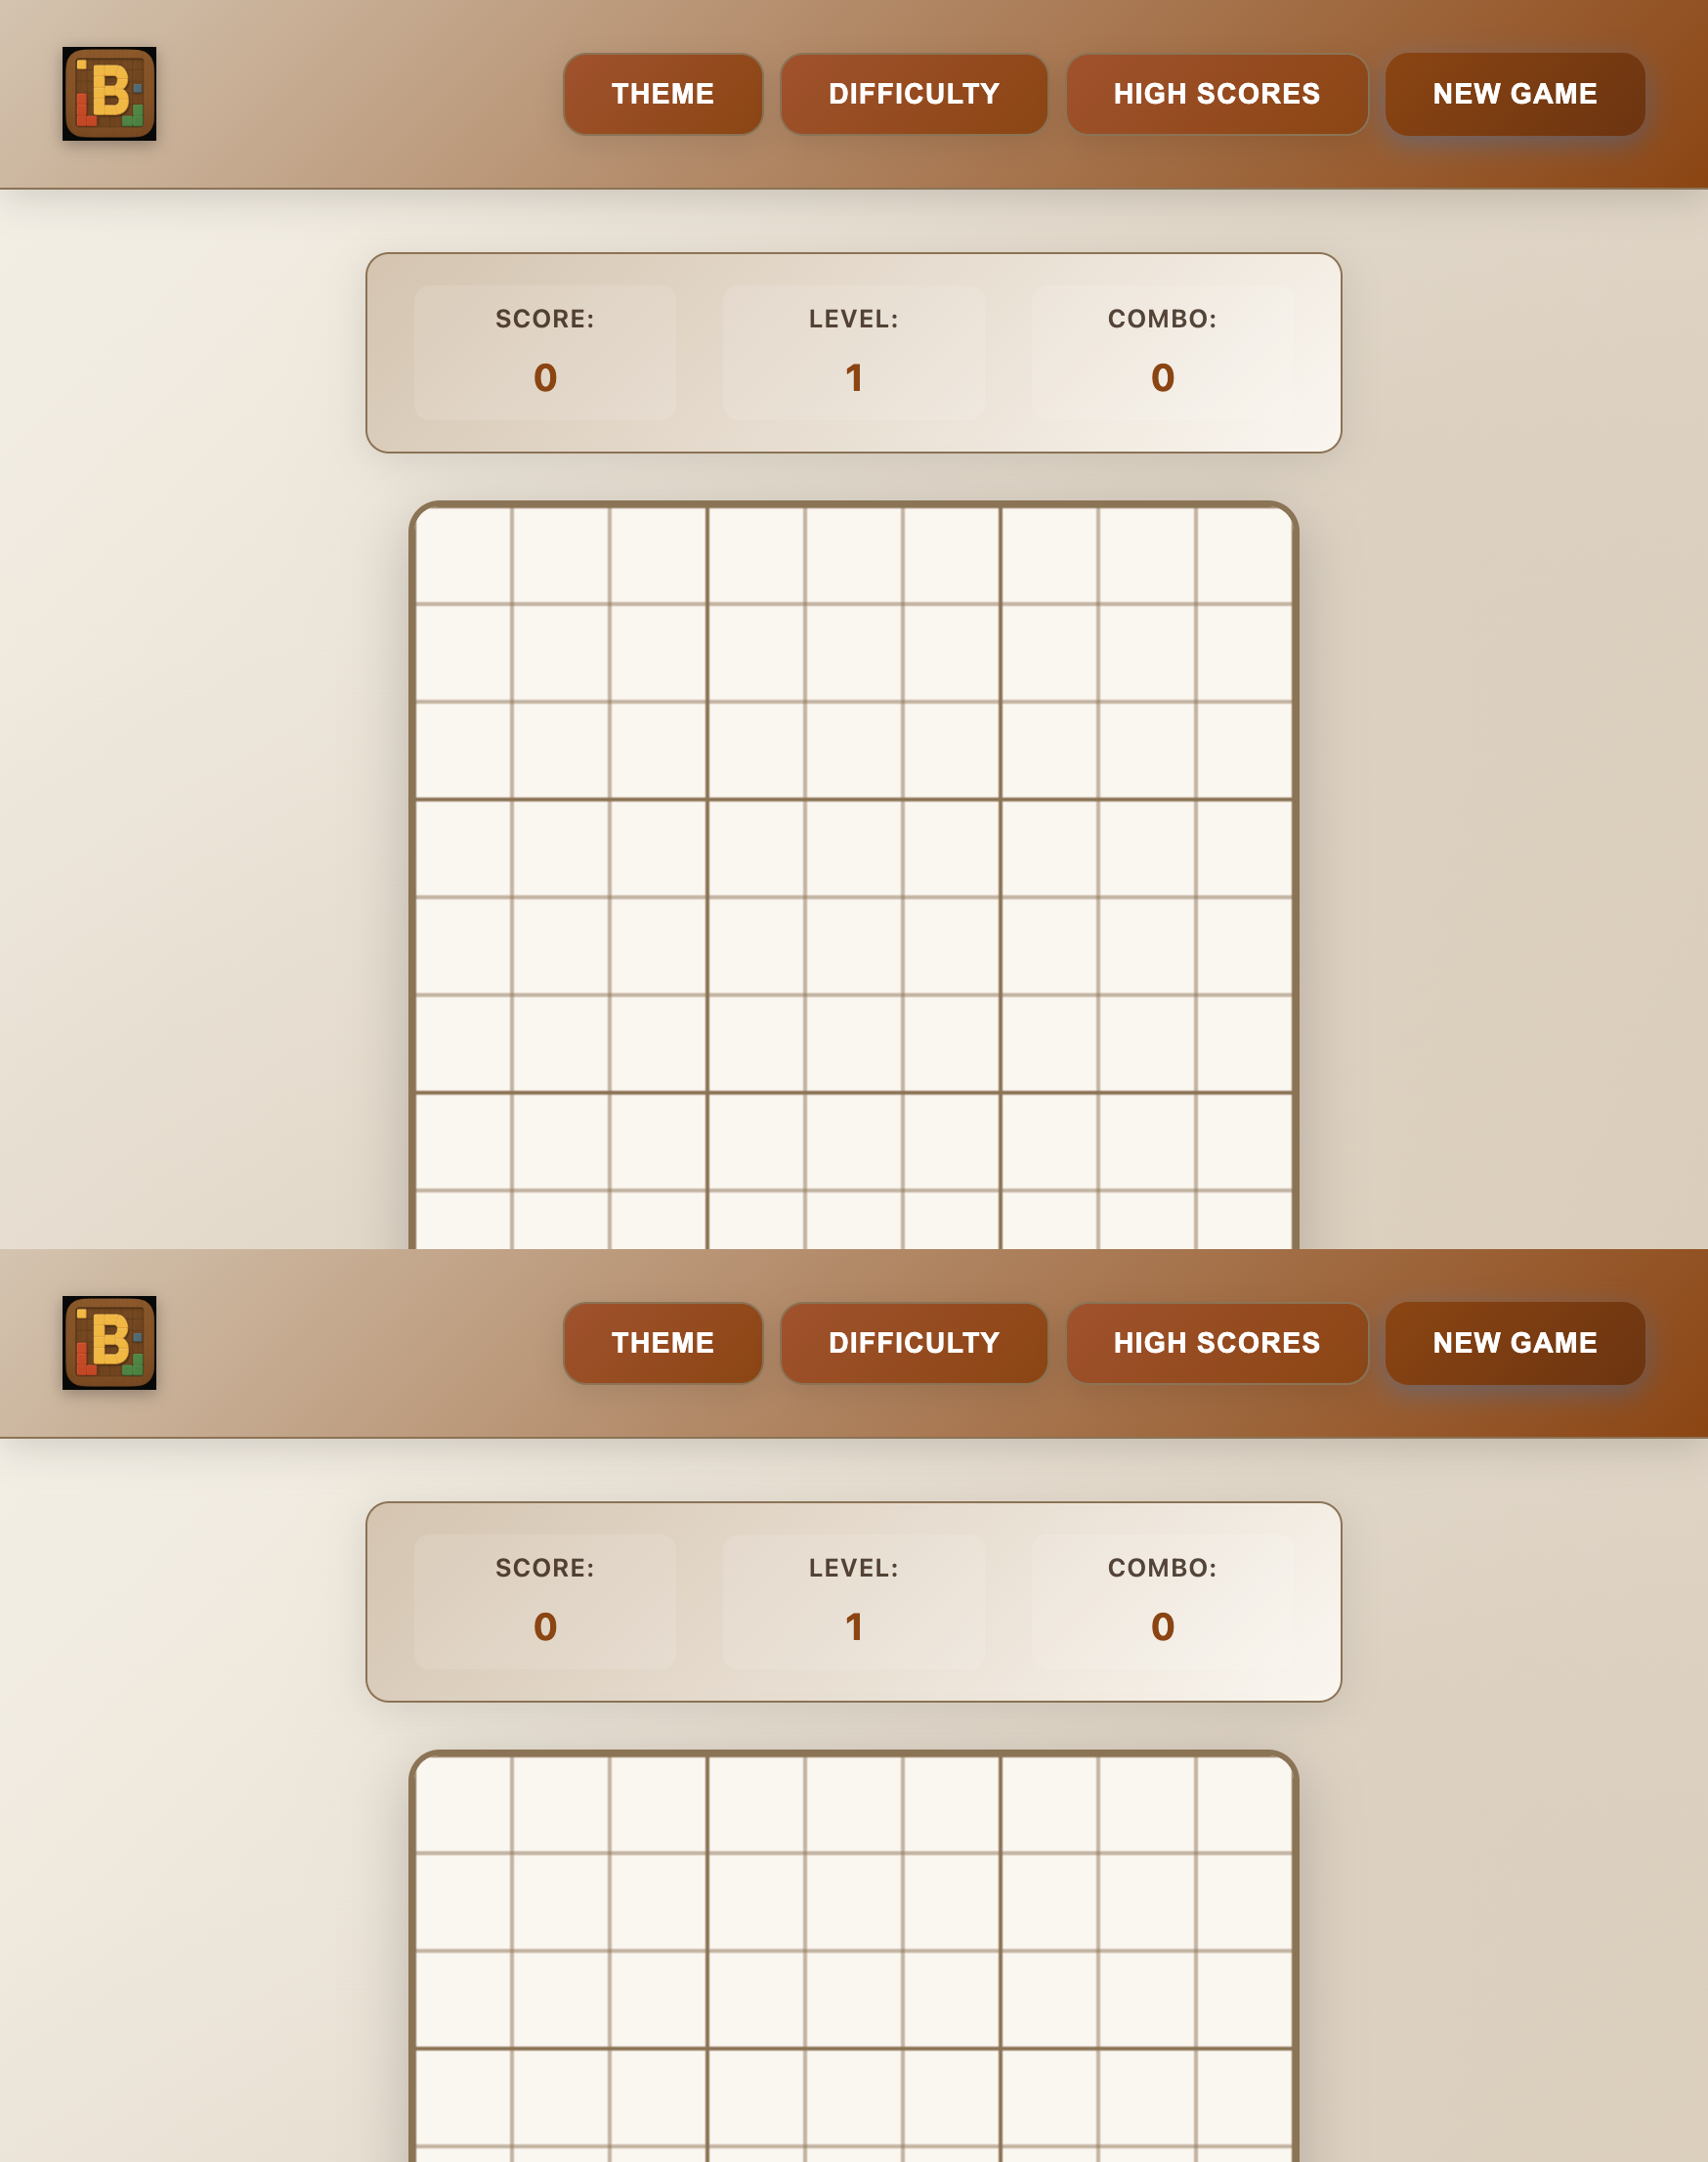 B
THEME DIFFICULTY HIGH SCORES NEW GAME
SCORE: LEVEL: COMBO:
0 1 0
B
THEME DIFFICULTY HIGH SCORES NEW GAME
SCORE: LEVEL: COMBO:
0 1 0